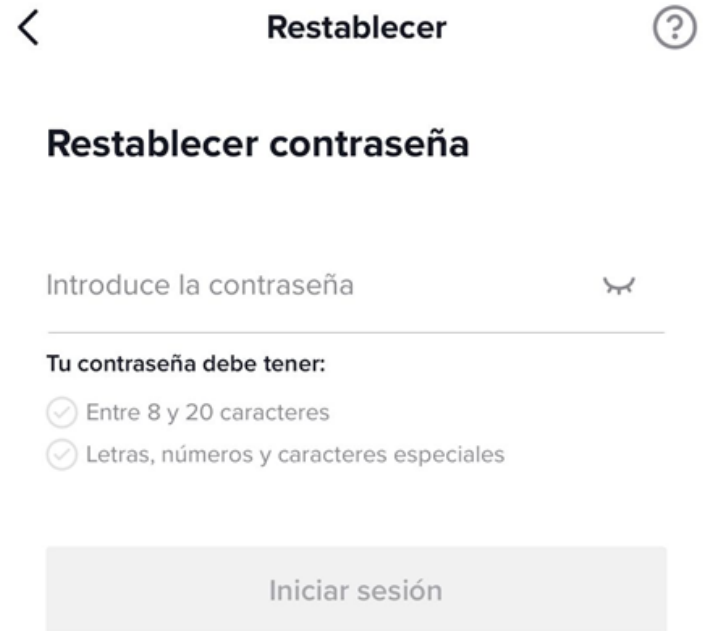 Restablecer
Restablecer contraseña
Introduce la contraseña
Tu contraseña debe tener:
Entre 8 y 20 caracteres
Letras, números y caracteres especiales
Iniciar sesión